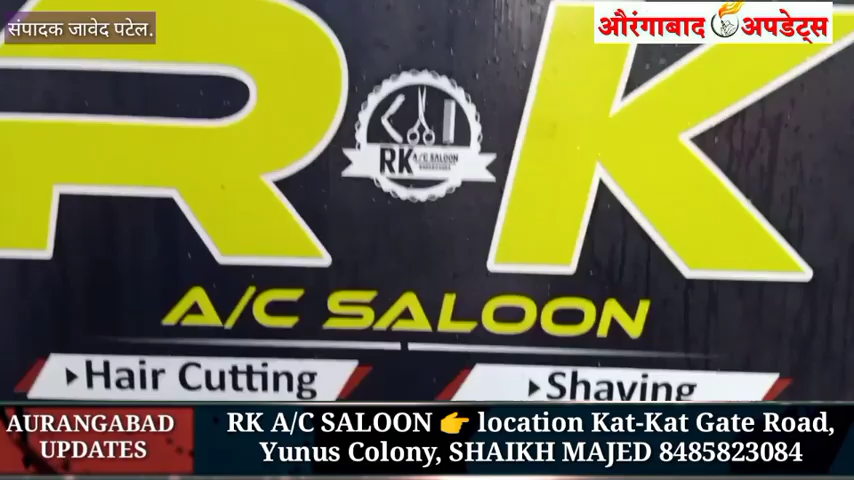 संपादक जावेद पटेल.
औरंगाबाद अपडेट्स
RK
RK A/C SALOON
A/C SALOON
▸Hair Cutting
▸Shaving
AURANGABAD UPDATES
RK A/C SALOON 👉 location Kat-Kat Gate Road,
Yunus Colony, SHAIKH MAJED 8485823084